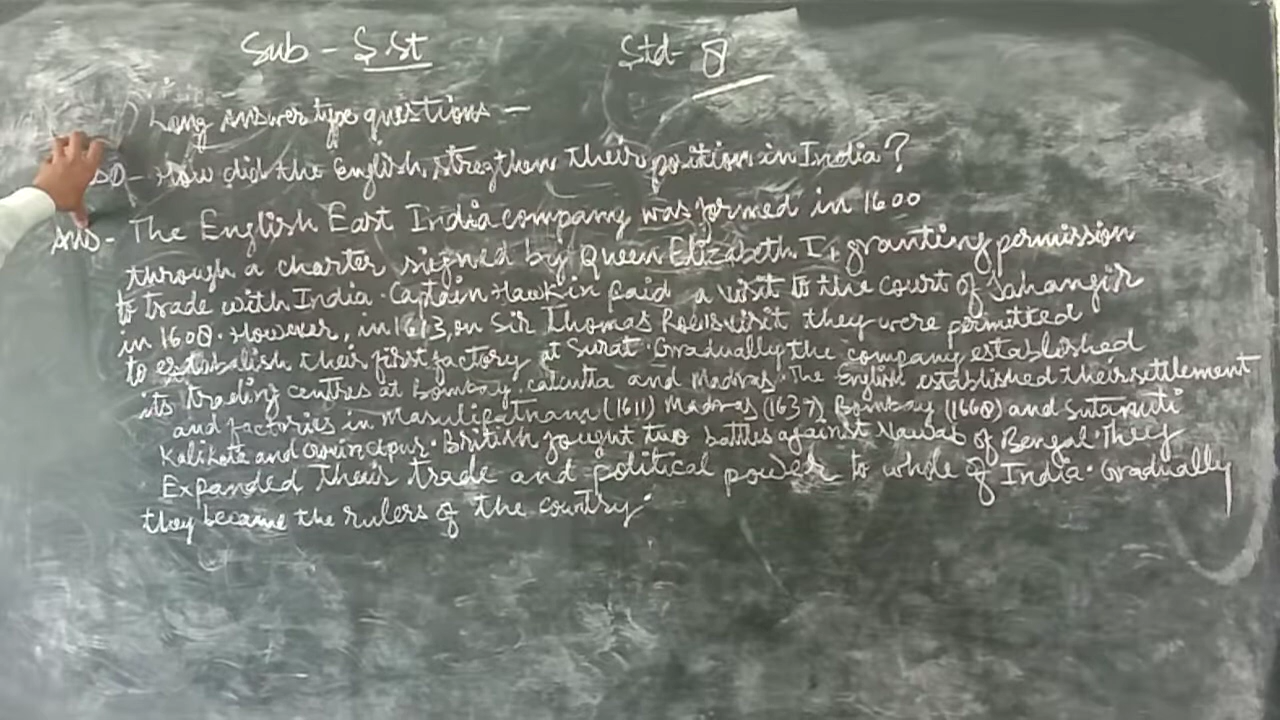 Sub - S.St Std- 8
Long answer type questions -
How did the English stregthen their position in India?
Ans- The English East India company was formed in 1600
through a charter signed by Queen Elizabeth I, granting permission
to trade with India. Captain Hawkin paid a visit to the court of Jahangir
in 1608. However, in 1613, on Sir Thomas Roe's visit they were permitted
to establish their first factory at Surat. Gradually the company established
its trading centres at Bombay, calcutta and Madras. The English established their settlement
and factories in Masulipatnam (1611) Madras (1637), Bombay (1668) and Sutanuti
Kalikata and Govindpur. British fought two battles against Nawab of Bengal. They
Expanded their trade and political power to whole of India. Gradually
they became the rulers of the country.